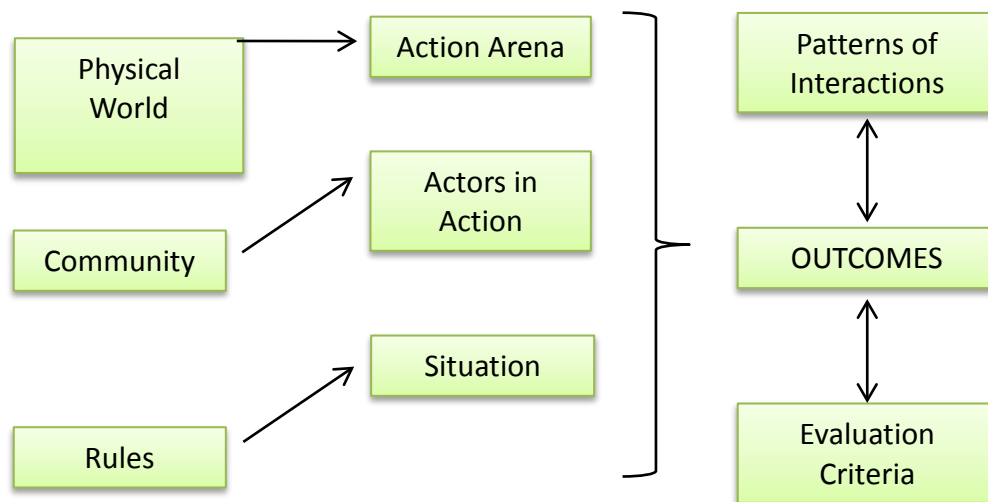 Physical
World
Community
Rules
Action Arena
Actors in
Action
Situation
Patterns of
Interactions
OUTCOMES
Evaluation
Criteria